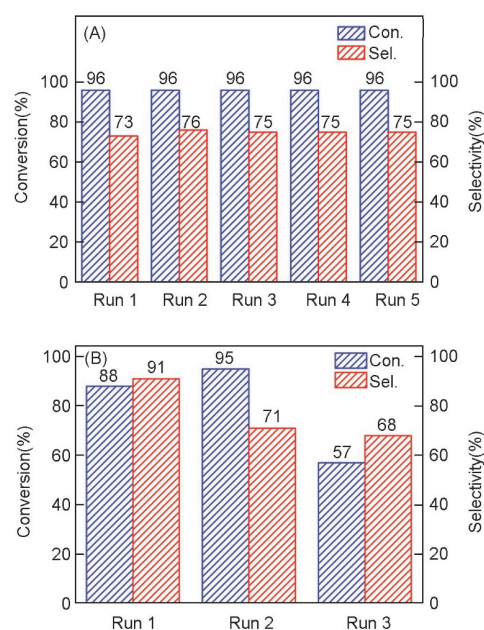 (A)
Con.
Sel.
96 96 96 96 96
73 76 75 75 75
100 100
80 80
60 60
40 40
20 20
0 0
Conversion(%)
Selectivity(%)
Run 1 Run 2 Run 3 Run 4 Run 5
(B)
Con.
Sel.
88 91 95 71 57 68
100 100
80 80
60 60
40 40
20 20
0 0
Conversion(%)
Selectivity(%)
Run 1 Run 2 Run 3